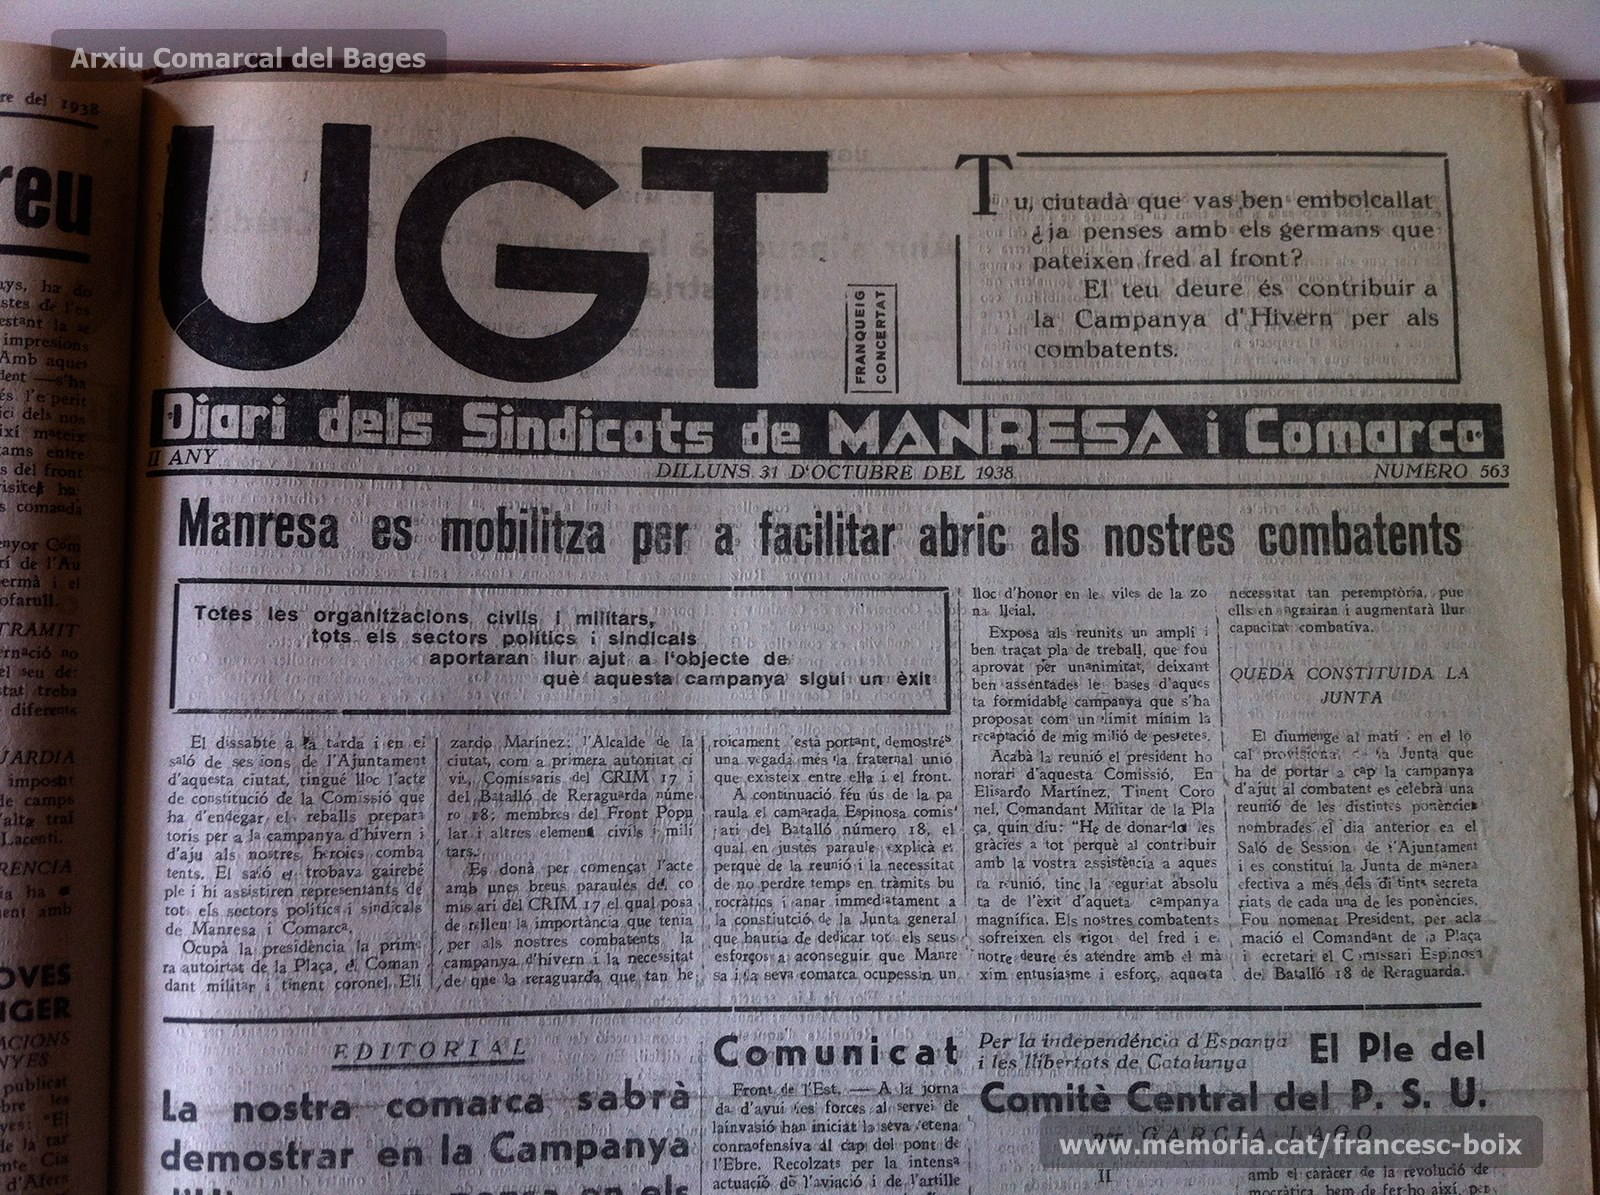 Arxiu Comarcal del Bages
re del 1938
reu
UGT
FRANQUEIG
CONCERTAT
Tu, ciutadà que vas ben embolcallat
¿ja penses amb els germans que
pateixen fred al front?
El teu deure és contribuir a
la Campanya d'Hivern per als
combatents.
Diari dels Sindicats de MANRESA i Comarca
II ANY
DILLUNS 31 D'OCTUBRE DEL 1938
NUMERO 563
Manresa es mobilitza per a facilitar abric als nostres combatents
Totes les organitzacions civils i militars,
tots els sectors polítics i sindicals
aportaran llur ajut a l'objecte de
què aquesta campanya sigui un èxit
El dissabte a la tarda i en el
saló de sessions de l'Ajuntament
d'aquesta ciutat, tingué lloc l'acte
de constitució de la Comissió que
ha d'endegar els reballs prepara
toris per a la campanya d'hivern i
d'aju als nostres heroics comba
tents. El saló es trobava gairebé
ple i hi assistiren representants de
tots els sectors polítics i sindicals
de Manresa i Comarca.
Ocupà la presidència la prime
ra autoirtat de la Plaça, el Coman
dant militar i tinent coronel, Eli
zardo Marínez; l'Alcalde de la
ciutat, com a primera autoritat ci
vil, Comissaris del CRIM 17 i
del Batalló de Reraguarda núme
ro 18; membres del Front Popu
lar i altres element civils i mili
tars.
Es donà per començat l'acte
amb unes breus paraules del co
missari del CRIM 17 el qual posà
de relleu la importància que tenia
per als nostres combatents la
campanya d'hivern i la necessitat
de que la reraguarda que tan he
roicament està portant, demostrés
una vegada més la fraternal unió
que existeix entre ella i el front.
A continuació féu ús de la pa
raula el camarada Espinosa comis
sari del Batalló número 18, el
qual en justes paraules explicà el
perquè de la reunió i la necessitat
de no perdre temps en tràmits bu
rocràtics i anar immediatament a
la constiutció de la Junta general
que hauria de dedicar tot els seus
esforços a aconseguir que Manre
sa i la seva comarca ocupessin un
lloc d'honor en le viles de la zo
na lleial.
Exposà als reunits un ampli i
ben traçat pla de treball, que fou
aprovat per unanimitat, deixant
ben assentades le bases d'aques
ta formidable campanya que s'ha
proposat com un límit mínim la
recaptació de mig milió de pessetes.
Acabà la reunió el president ho
norari d'aquesta Comissió, En
Elisardo Martínez, Tinent Coro
nel, Comandant Militar de la Pla
ça, quin diu: "He de donar-los les
gràcies a tot perquè al contribuir
amb la vostra assistència a aques
ta reunió, tinc la seguriat absolu
ta de l'èxit d'aqueta campanya
magnífica. Els nostres combatents
sofreixen els rigor del fred i e
notre deure és atendre amb el mà
xim entusiasme i esforç, aquesta
necessitat tan peremptòria, pue
ells en agrairan i augmentarà llur
capacitat combativa.
QUEDA CONSTITUIDA LA
JUNTA
El diumenge al matí i en el lo
cal provisional de la Junta que
ha de portar a cap la campanya
d'ajut al combatent es celebrà una
reunió de les distintes ponències
nombrades el dia anterior en el
Saló de Session de l'Ajuntament
i es constituí la Junta de manera
efectiva a més dels distints secreta
riats de cada una de les ponències.
Fou nomenat President, per acla
mació el Comandant de la Plaça
i secretari el Comissari Espinosa
del Batalló 18 de Reraguarda.
EDITORIAL
La nostra comarca sabrà
demostrar en la Campanya
Comunicat
Front de l'Est. — A la jorna
da d'avui les forces al servei de
lainvasió han iniciat la seva setena
contraofensiva al cap del pont de
l'Ebre. Recolzats per la intensa
actuació de l'aviació i de l'artille
Per la independència d'Espanya
i les llibertats de Catalunya
El Ple del
Comitè Central del P. S. U.
per GARCIA LAGO
II
amb el caràcer de la revolució de
www.memoria.cat/francesc-boix